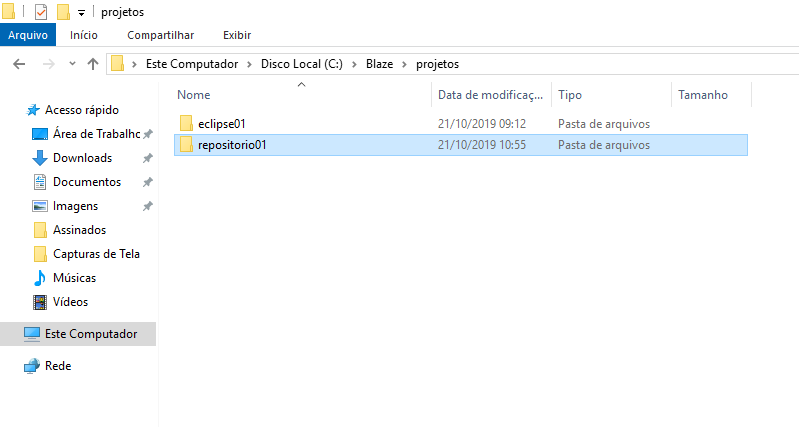 projetos
Arquivo Início Compartilhar Exibir
Este Computador Disco Local (C:) Blaze projetos
Nome Data de modificaç... Tipo Tamanho
Acesso rápido
Área de Trabalho
Downloads
Documentos
Imagens
Assinados
Capturas de Tela
Músicas
Vídeos
Este Computador
Rede
eclipse01 21/10/2019 09:12 Pasta de arquivos
repositorio01 21/10/2019 10:55 Pasta de arquivos